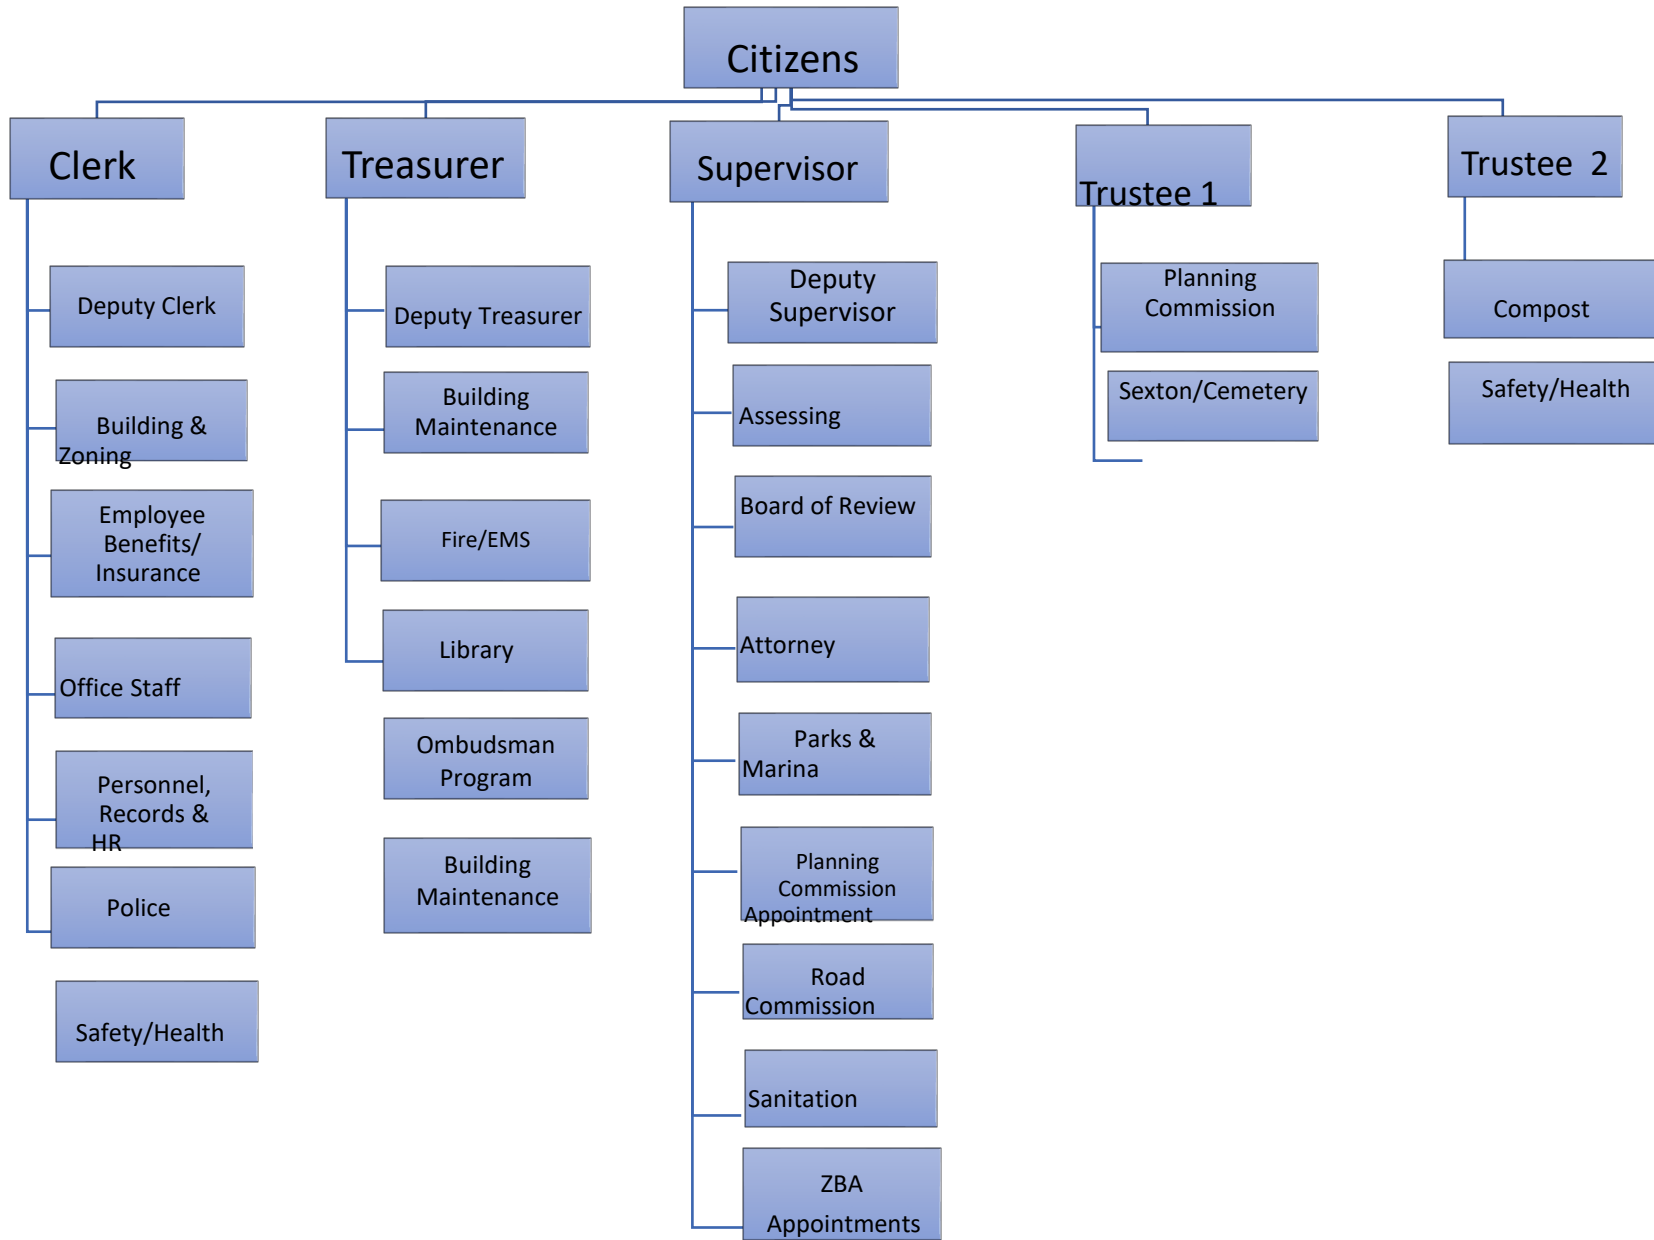 Citizens
Clerk
Treasurer
Supervisor
Trustee 1
Trustee 2
Deputy Clerk
Building &
Zoning
Employee
Benefits/
Insurance
Office Staff
Personnel,
Records &
HR
Police
Safety/Health
Deputy Treasurer
Building
Maintenance
Fire/EMS
Library
Ombudsman
Program
Building
Maintenance
Deputy
Supervisor
Assessing
Board of Review
Attorney
Parks &
Marina
Planning
Commission
Appointment
Road
Commission
Sanitation
ZBA
Appointments
Planning
Commission
Sexton/Cemetery
Compost
Safety/Health